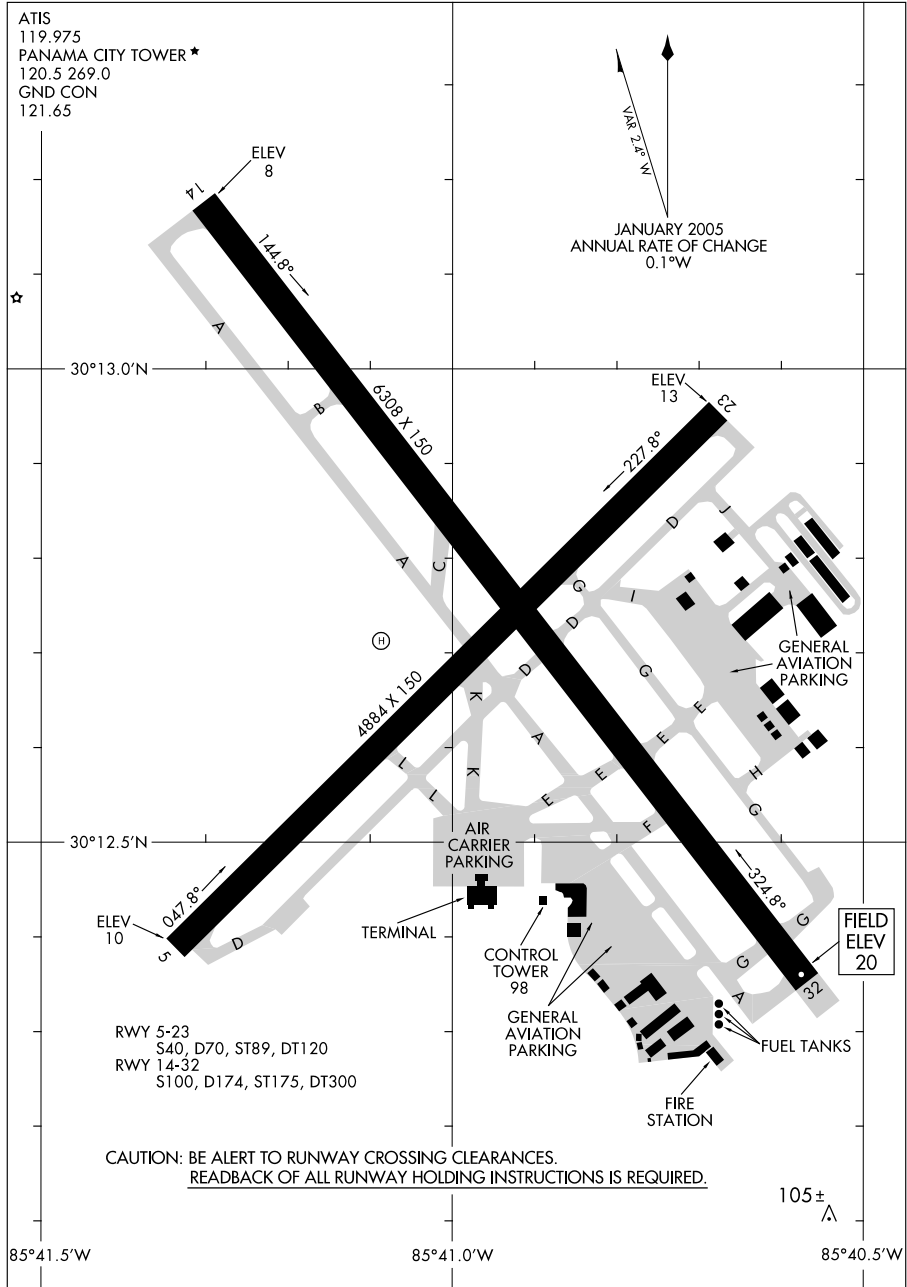 ATIS
119.975
PANAMA CITY TOWER
120.5 269.0
GND CON
121.65
VAR 2.4° W
JANUARY 2005
ANNUAL RATE OF CHANGE
0.1°W
ELEV
8
14
144.8°
A
30°13.0'N
B
6308 X 150
ELEV
13
23
227.8°
D
J
A
C
G
I
D
H
GENERAL
AVIATION
PARKING
D
G
K
E
4884 X 150
A
E
E
L
K
E
H
L
E
F
G
30°12.5'N
AIR
CARRIER
PARKING
324.8°
047.8°
ELEV
10
5
D
TERMINAL
CONTROL
TOWER
98
G
G
A
FIELD
ELEV
20
32
GENERAL
AVIATION
PARKING
FUEL TANKS
RWY 5-23
S40, D70, ST89, DT120
RWY 14-32
S100, D174, ST175, DT300
FIRE
STATION
CAUTION: BE ALERT TO RUNWAY CROSSING CLEARANCES.
READBACK OF ALL RUNWAY HOLDING INSTRUCTIONS IS REQUIRED.
105±
85°41.5'W
85°41.0'W
85°40.5'W